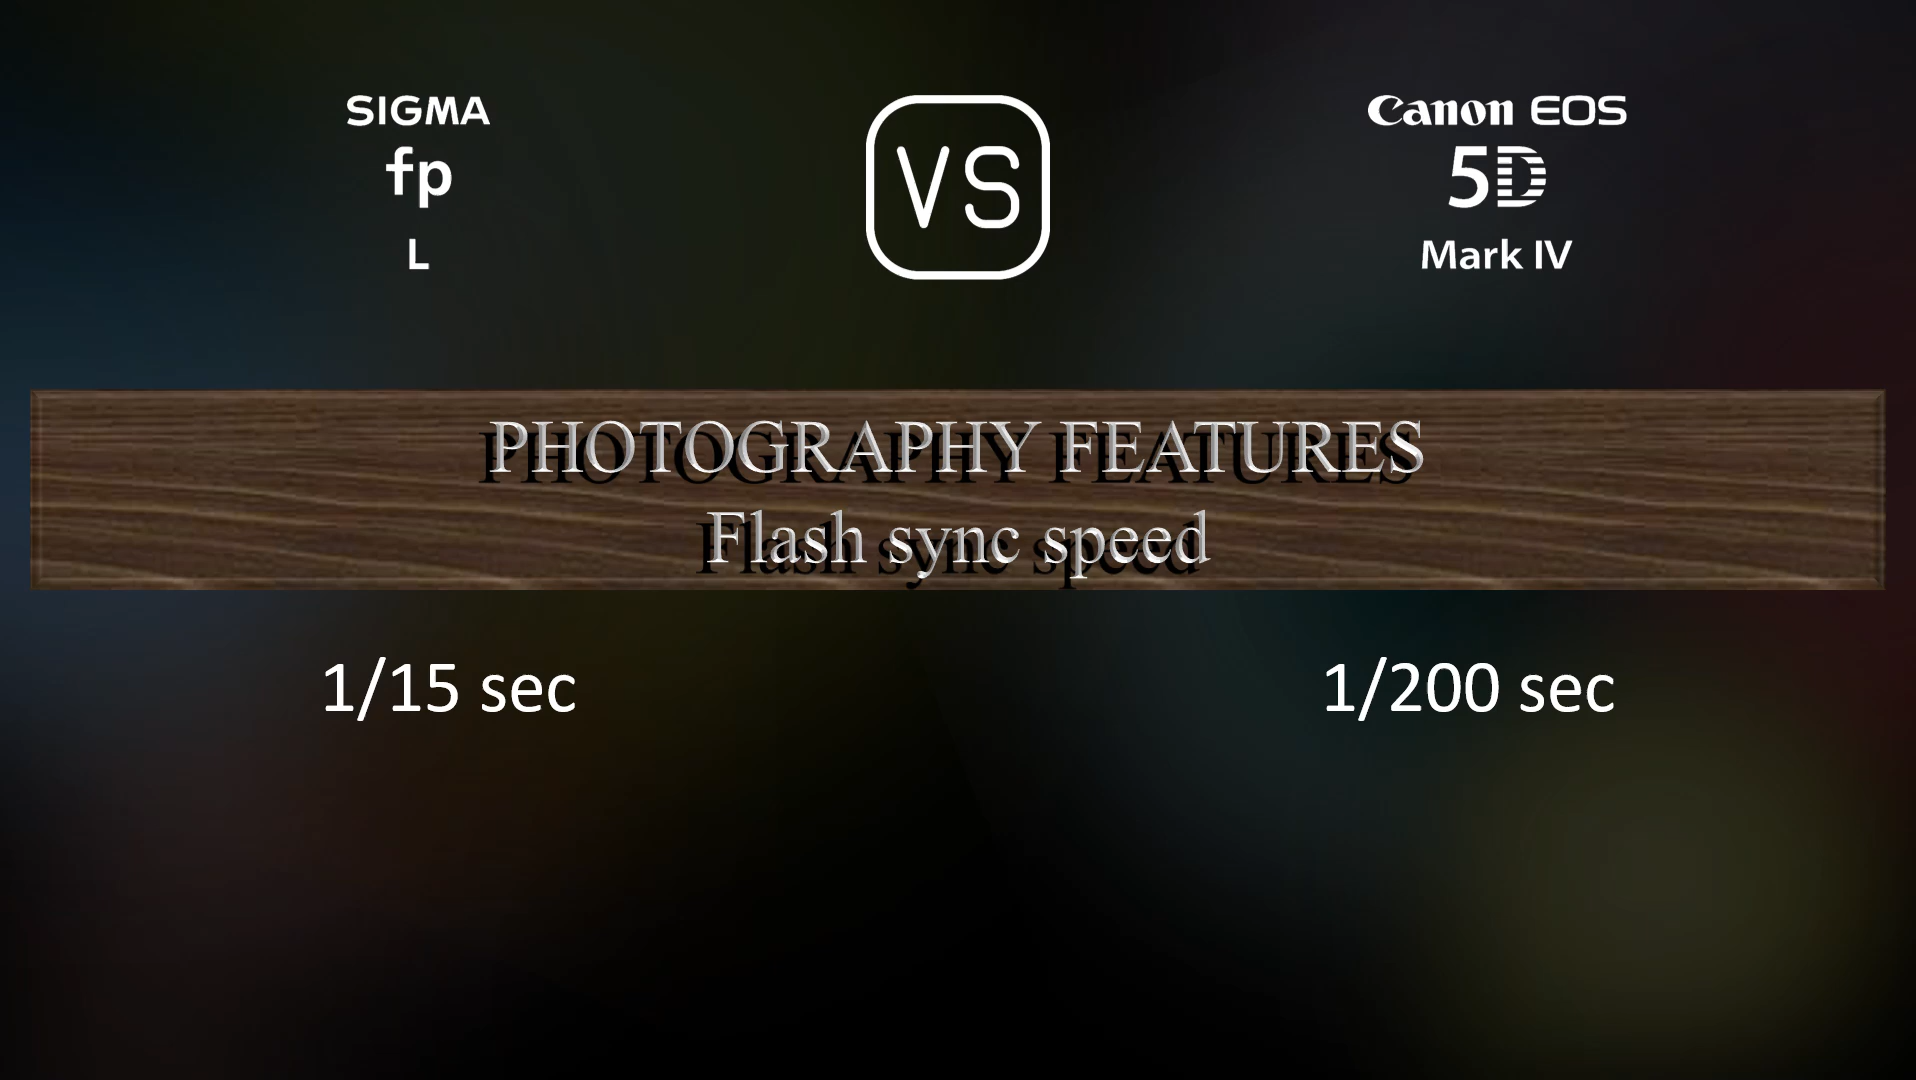 SIGMA
fp
L
VS
Canon EOS
5D
Mark IV
PHOTOGRAPHY FEATURES
Flash sync speed
1/15 sec
1/200 sec